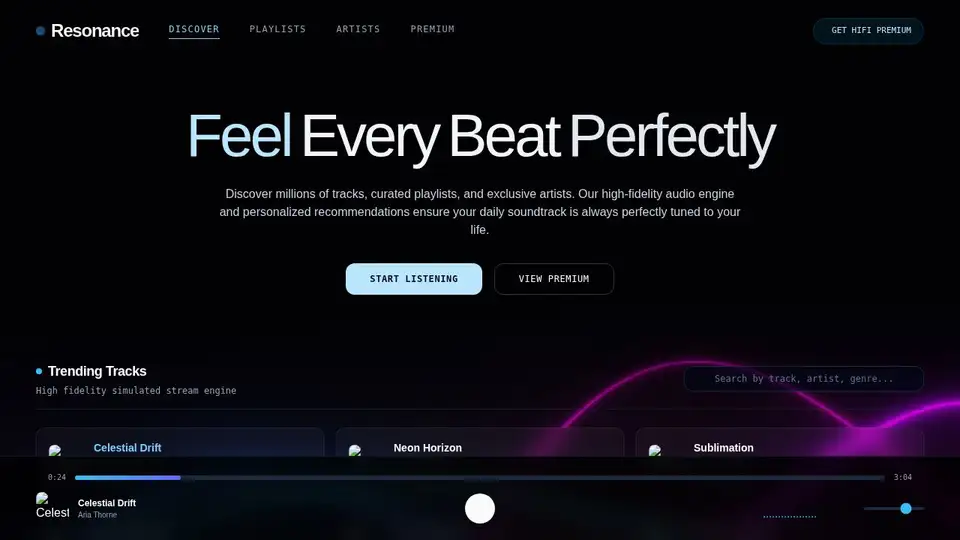 Resonance
DISCOVER
PLAYLISTS
ARTISTS
PREMIUM
GET HIFI PREMIUM
Feel Every Beat Perfectly
Discover millions of tracks, curated playlists, and exclusive artists. Our high-fidelity audio engine
and personalized recommendations ensure your daily soundtrack is always perfectly tuned to your
life.
START LISTENING
VIEW PREMIUM
Trending Tracks
High fidelity simulated stream engine
Search by track, artist, genre...
Celestial Drift
Neon Horizon
Sublimation
0:24
3:04
Celest
Celestial Drift
Aria Thorne